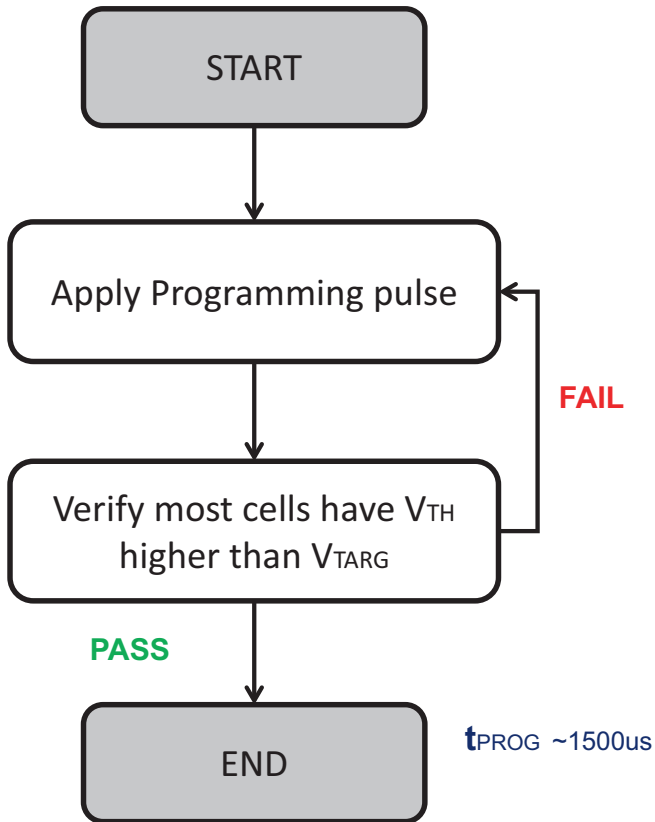 START
Apply Programming pulse
FAIL
Verify most cells have VTH
higher than VTARG
PASS
END
tPROG ~1500us